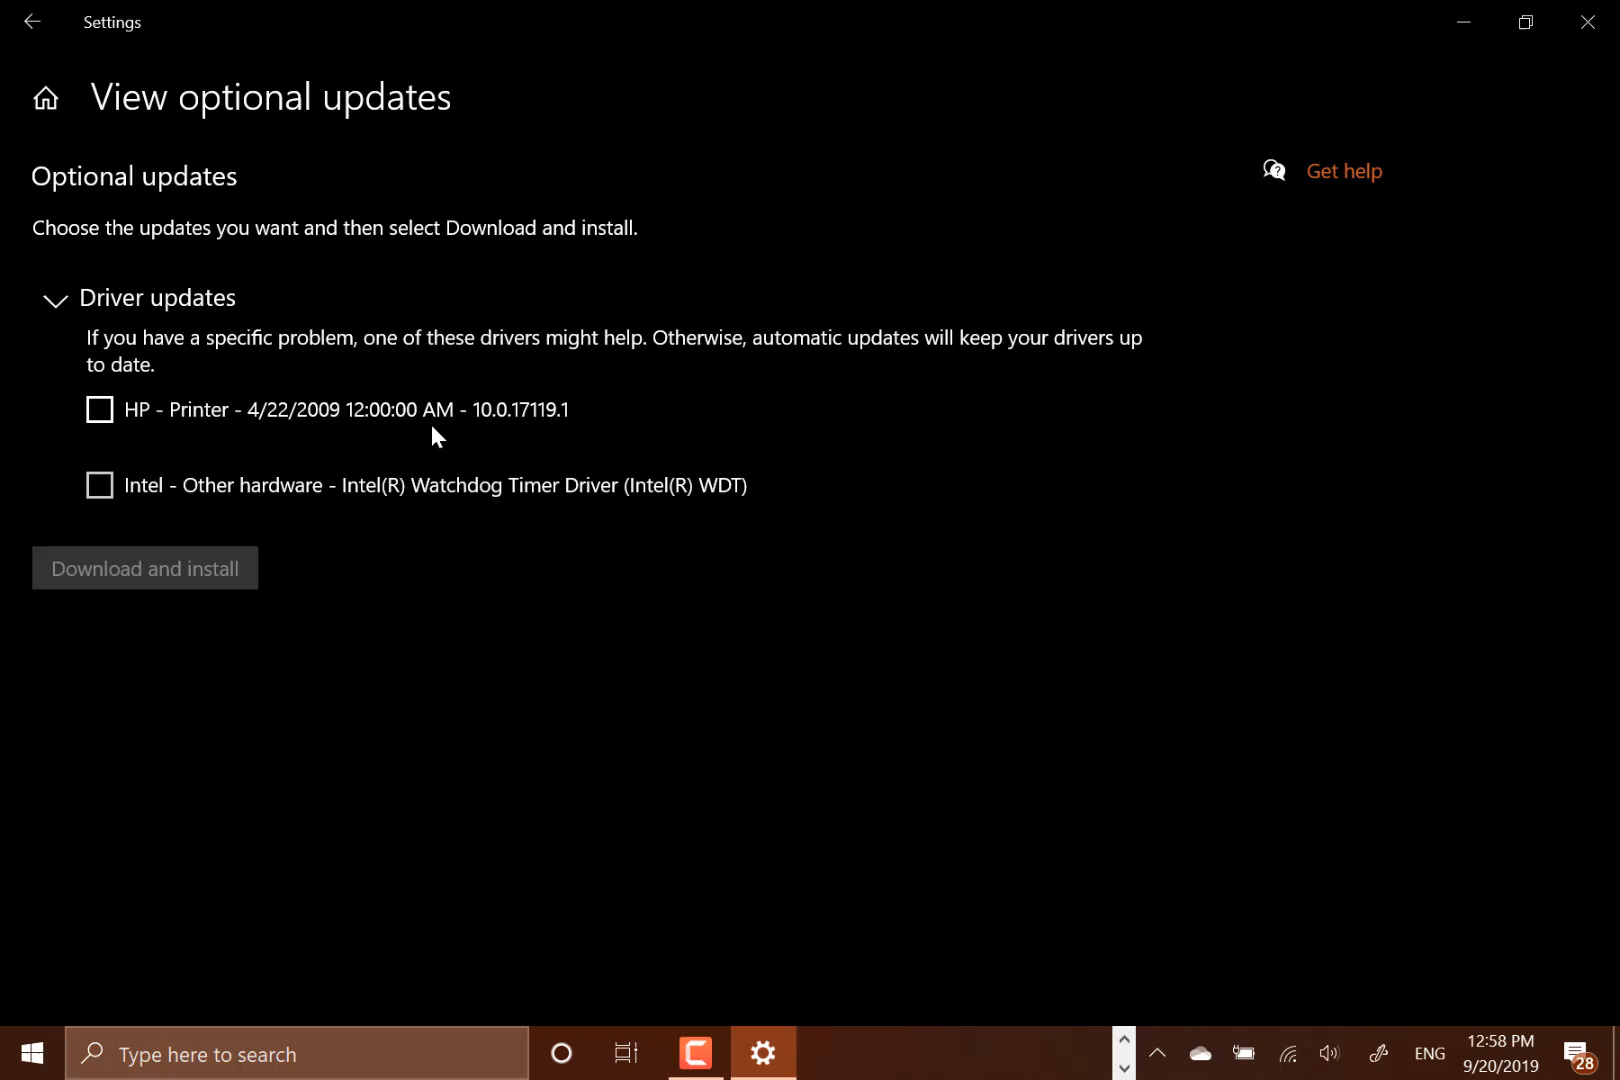 Settings
View optional updates
Optional updates
Get help
Choose the updates you want and then select Download and install.
Driver updates
If you have a specific problem, one of these drivers might help. Otherwise, automatic updates will keep your drivers up
to date.
HP - Printer - 4/22/2009 12:00:00 AM - 10.0.17119.1
Intel - Other hardware - Intel(R) Watchdog Timer Driver (Intel(R) WDT)
Download and install
Type here to search
ENG
12:58 PM
9/20/2019
28